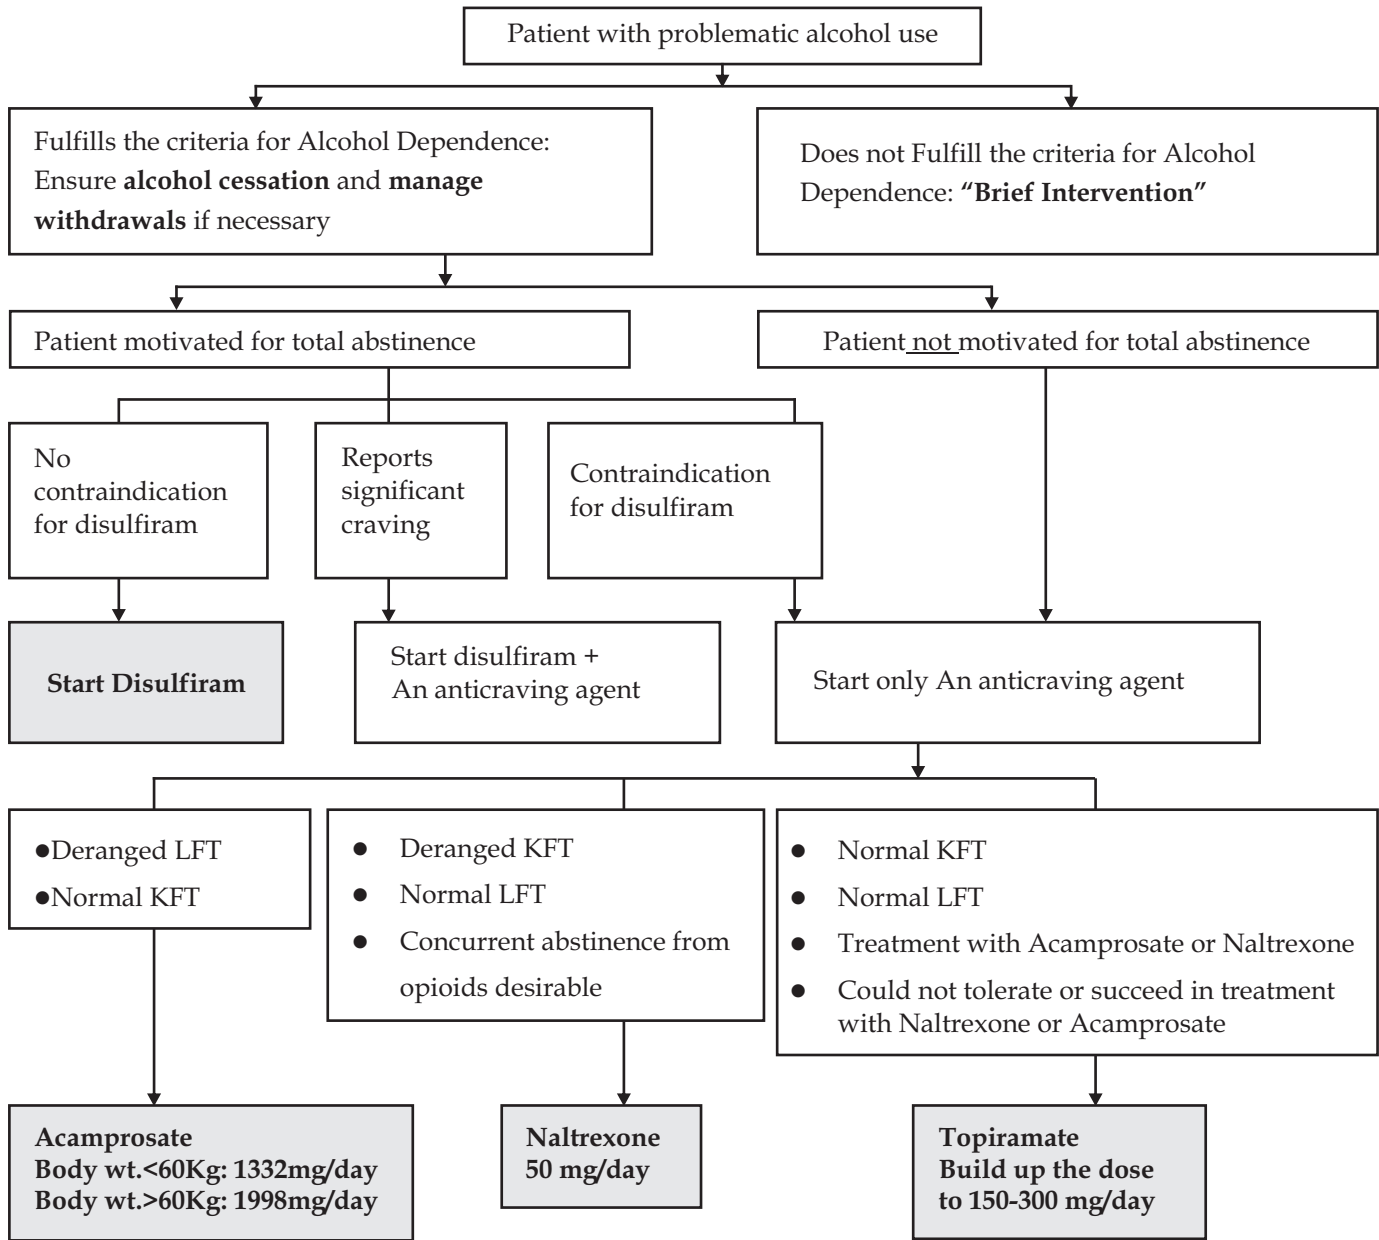 Patient with problematic alcohol use
Fulfills the criteria for Alcohol Dependence:
Ensure alcohol cessation and manage
withdrawals if necessary
Does not Fulfill the criteria for Alcohol
Dependence: “Brief Intervention”
Patient motivated for total abstinence
Patient not motivated for total abstinence
No
contraindication
for disulfiram
Reports
significant
craving
Contraindication
for disulfiram
Start Disulfiram
Start disulfiram +
An anticraving agent
Start only An anticraving agent
●Deranged LFT
●Normal KFT
● Deranged KFT
● Normal LFT
● Concurrent abstinence from
opioids desirable
● Normal KFT
● Normal LFT
● Treatment with Acamprosate or Naltrexone
● Could not tolerate or succeed in treatment
with Naltrexone or Acamprosate
Acamprosate
Body wt.<60Kg: 1332mg/day
Body wt.>60Kg: 1998mg/day
Naltrexone
50 mg/day
Topiramate
Build up the dose
to 150-300 mg/day